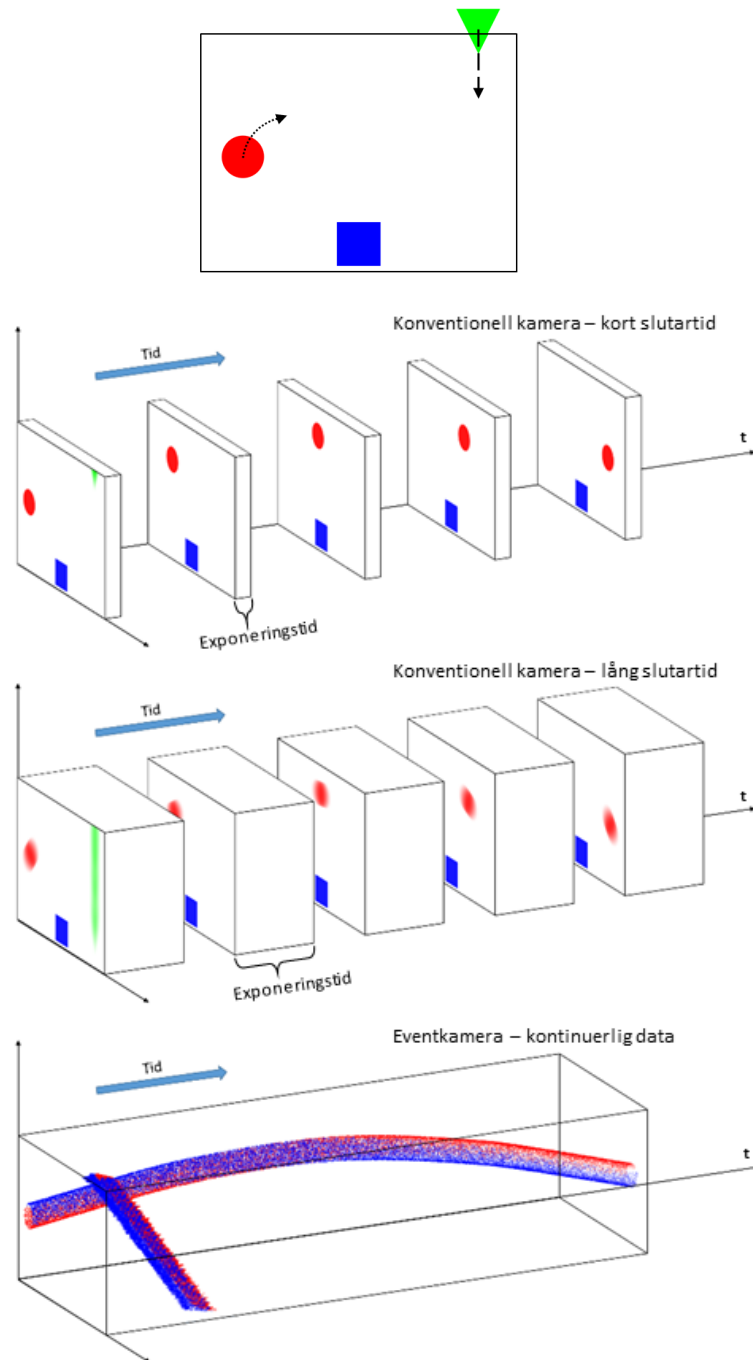 Konventionell kamera – kort slutartid
Tid
t
Exponeringstid
Konventionell kamera – lång slutartid
Tid
t
Exponeringstid
Eventkamera – kontinuerlig data
Tid
t